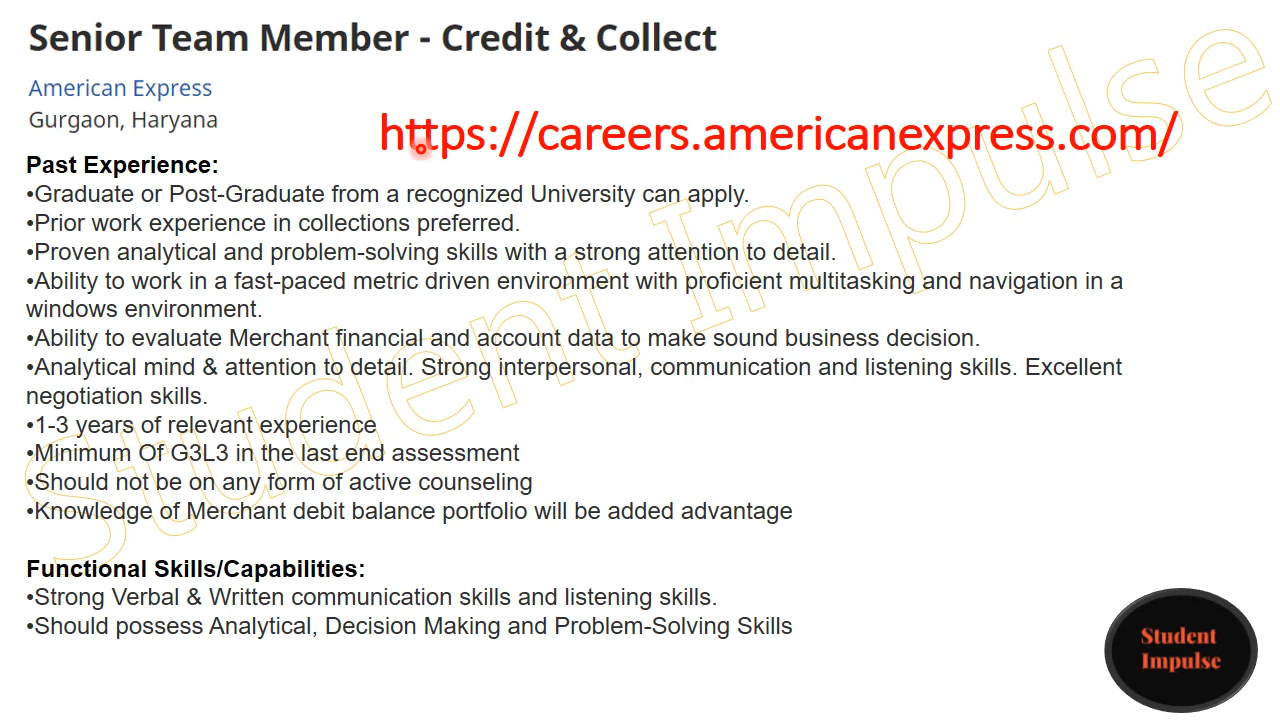 Senior Team Member - Credit & Collect
American Express
Gurgaon, Haryana
https://careers.americanexpress.com/
Past Experience:
•Graduate or Post-Graduate from a recognized University can apply.
•Prior work experience in collections preferred.
•Proven analytical and problem-solving skills with a strong attention to detail.
•Ability to work in a fast-paced metric driven environment with proficient multitasking and navigation in a
windows environment.
•Ability to evaluate Merchant financial and account data to make sound business decision.
•Analytical mind & attention to detail. Strong interpersonal, communication and listening skills. Excellent
negotiation skills.
•1-3 years of relevant experience
•Minimum Of G3L3 in the last end assessment
•Should not be on any form of active counseling
•Knowledge of Merchant debit balance portfolio will be added advantage
Functional Skills/Capabilities:
•Strong Verbal & Written communication skills and listening skills.
•Should possess Analytical, Decision Making and Problem-Solving Skills
Student Impulse
Student
Impulse